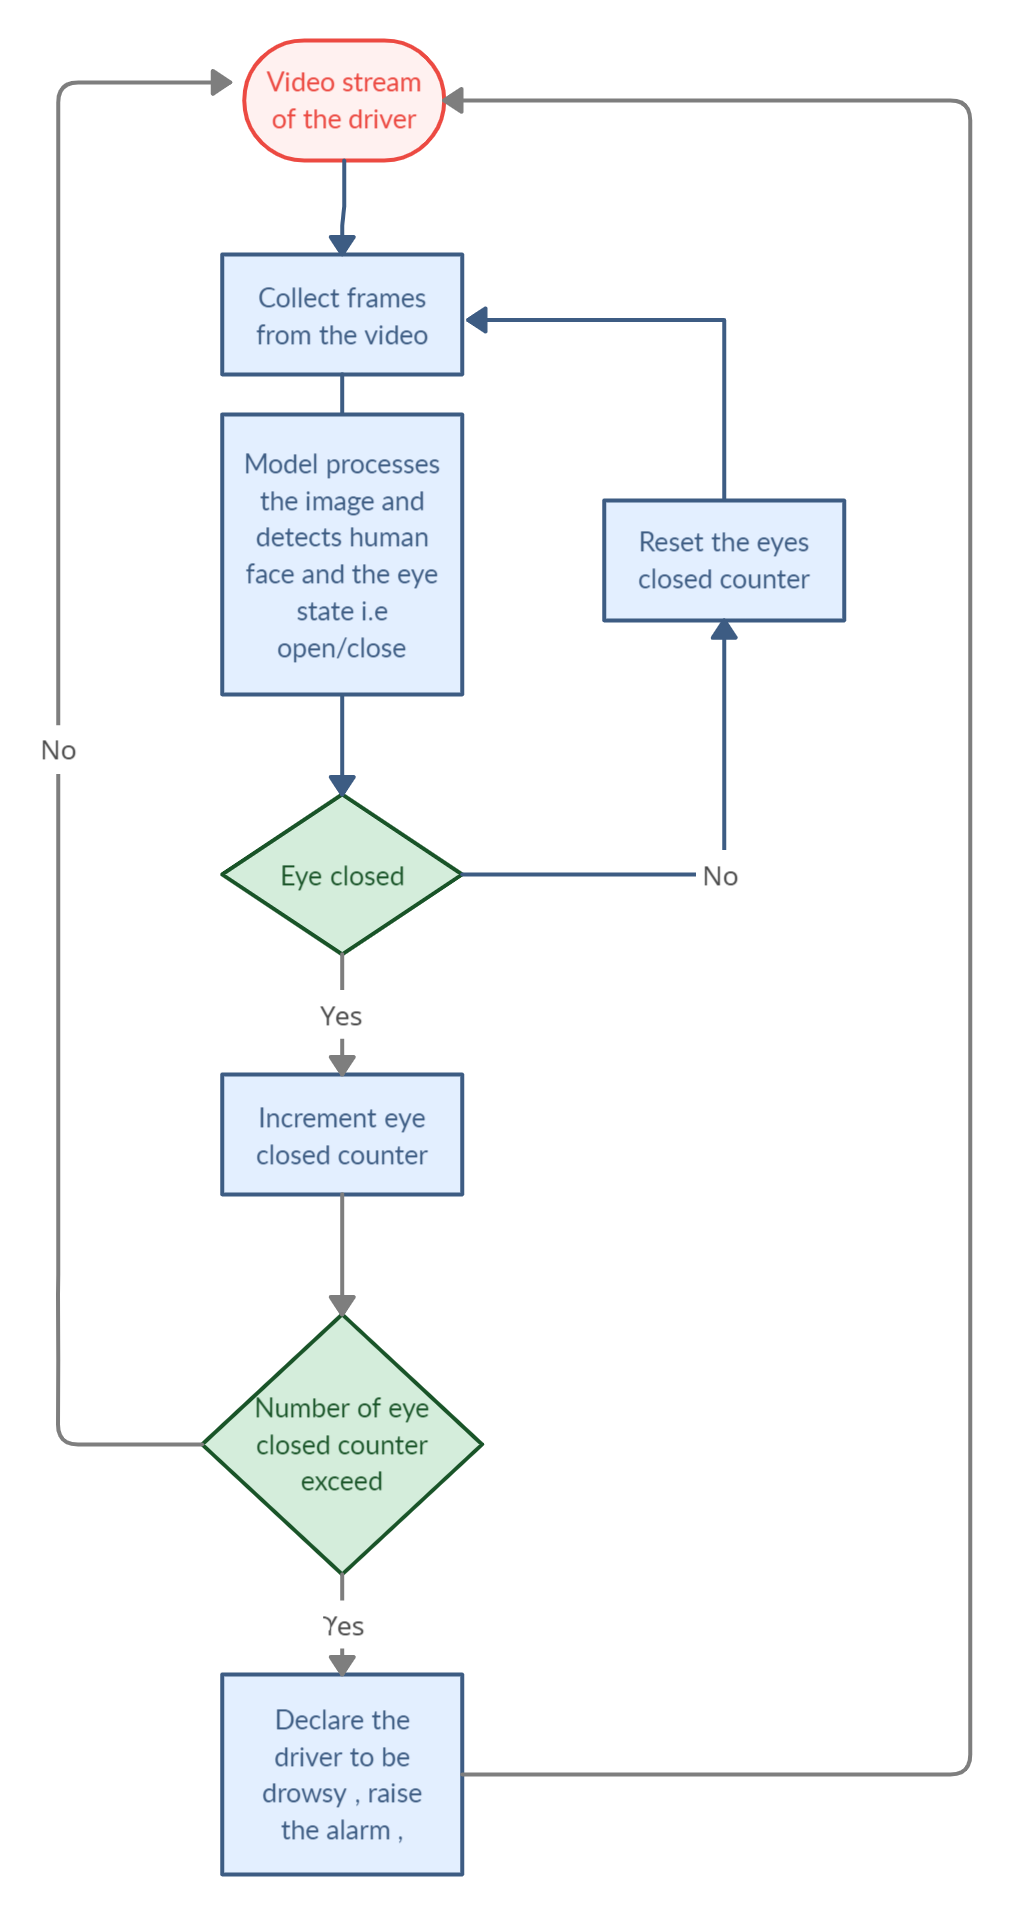 Video stream
of the driver
Collect frames
from the video
Model processes
the image and
detects human
face and the eye
state i.e
open/close
Reset the eyes
closed counter
No
Eye closed
No
Yes
Increment eye
closed counter
Number of eye
closed counter
exceed
Yes
Declare the
driver to be
drowsy , raise
the alarm ,